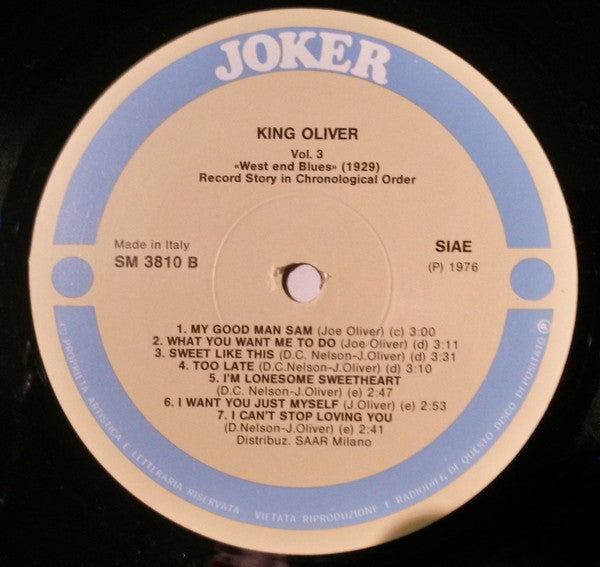 JOKER
KING OLIVER
Vol. 3
«West end Blues» (1929)
Record Story in Chronological Order
Made in Italy
SM 3810 B
SIAE
(P) 1976
1. MY GOOD MAN SAM (Joe Oliver) (c) 3:00
2. WHAT YOU WANT ME TO DO (Joe Oliver) (d) 3:11
3. SWEET LIKE THIS (D.C. Nelson-J.Oliver) (d) 3:31
4. TOO LATE (D.C.Nelson-J.Oliver) (d) 3:10
5. I'M LONESOME SWEETHEART
(D.C. Nelson-J.Oliver) (e) 2:47
6. I WANT YOU JUST MYSELF (J.Oliver) (e) 2:53
7. I CAN'T STOP LOVING YOU
(D.Nelson-J.Oliver) (e) 2:41
Distribuz. SAAR Milano
PROPRIETÀ ARTISTICA E LETTERARIA RISERVATA VIETATA RIPRODUZIONE E RADIODIFF. DI QUESTO DISCO DEPOSITATO Ⓟ